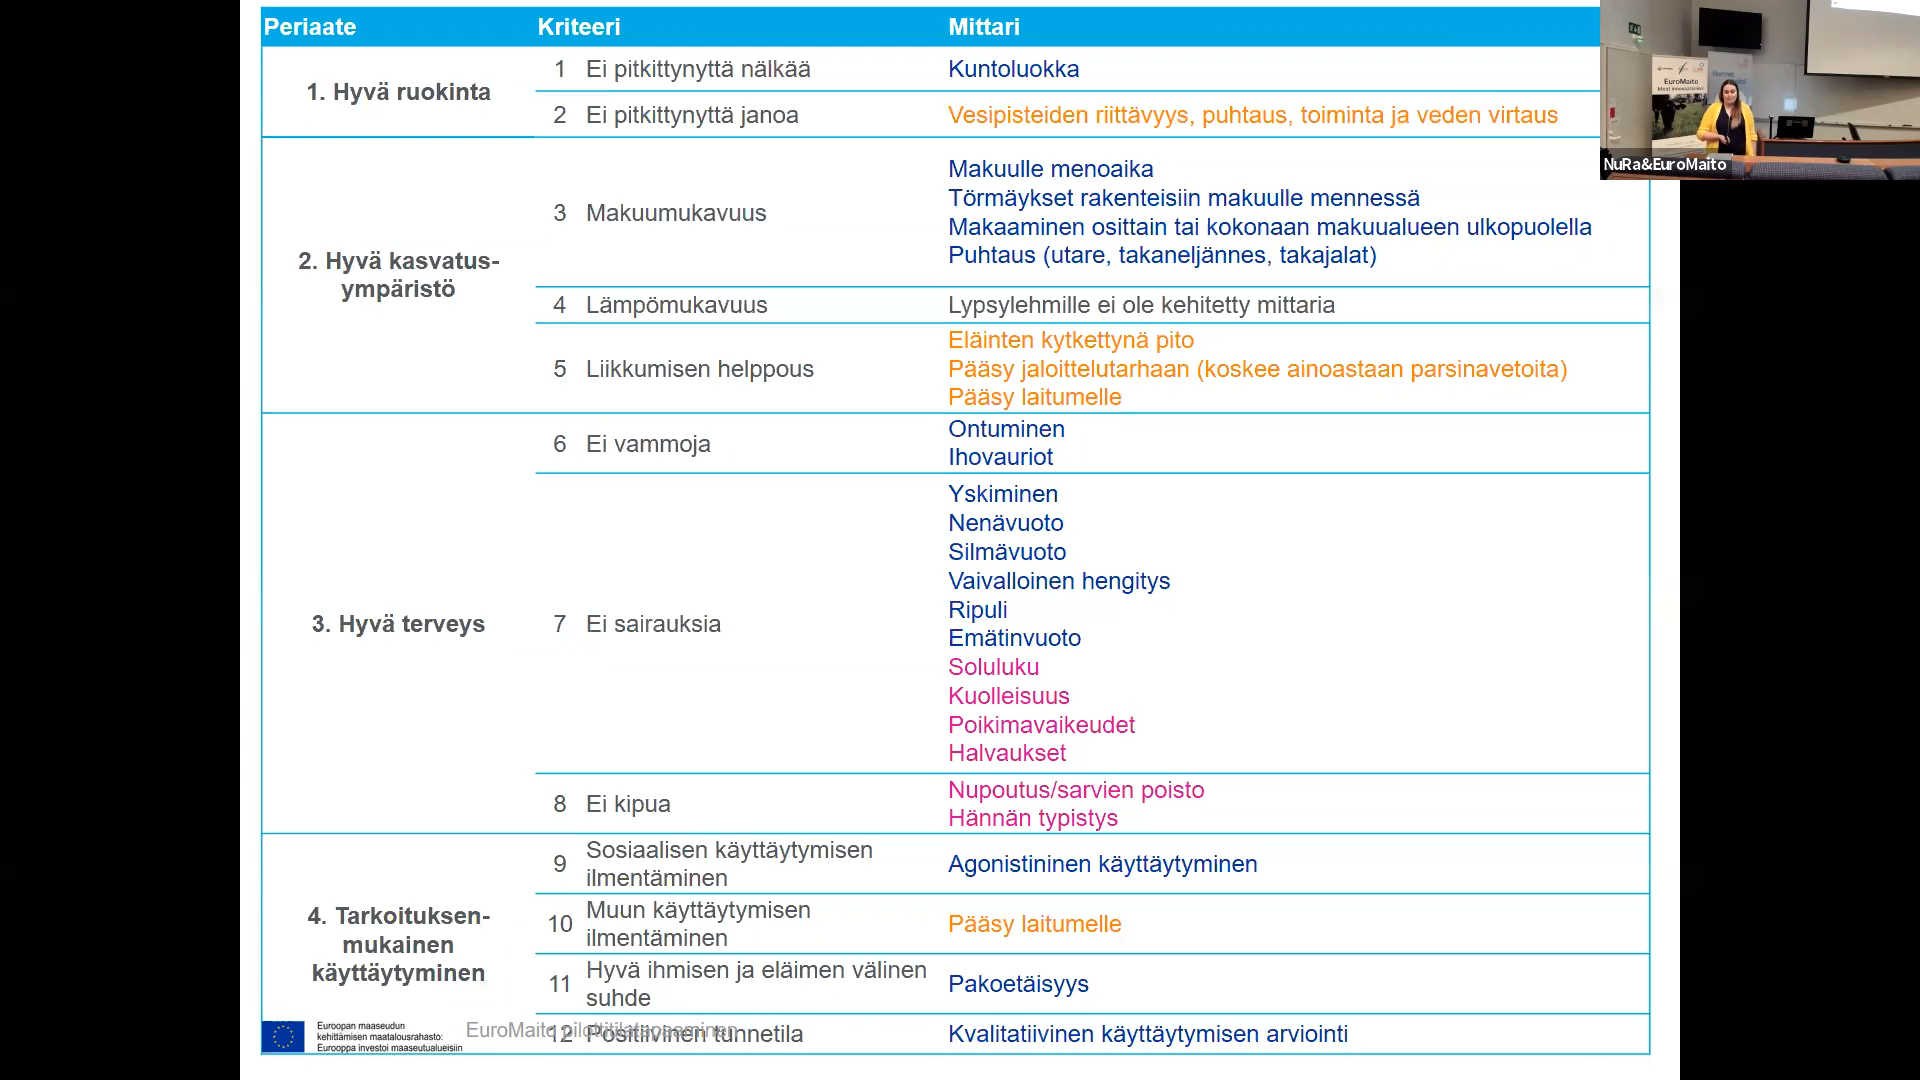 Periaate Kriteeri Mittari
1. Hyvä ruokinta
1 Ei pitkittynyttä nälkää Kuntoluokka
2 Ei pitkittynyttä janoa Vesipisteiden riittävyys, puhtaus, toiminta ja veden virtaus
2. Hyvä kasvatus-
ympäristö
3 Makuumukavuus
Makuulle menoaika
Törmäykset rakenteisiin makuulle mennessä
Makaaminen osittain tai kokonaan makuualueen ulkopuolella
Puhtaus (utare, takaneljännes, takajalat)
4 Lämpömukavuus Lypsylehmille ei ole kehitetty mittaria
5 Liikkumisen helppous
Eläinten kytkettynä pito
Pääsy jaloittelutarhaan (koskee ainoastaan parsinavetoita)
Pääsy laitumelle
3. Hyvä terveys
6 Ei vammoja
Ontuminen
Ihovauriot
7 Ei sairauksia
Yskiminen
Nenävuoto
Silmävuoto
Vaivalloinen hengitys
Ripuli
Emätinvuoto
Soluluku
Kuolleisuus
Poikimavaikeudet
Halvaukset
8 Ei kipua
Nupoutus/sarvien poisto
Hännän typistys
4. Tarkoituksen-
mukainen
käyttäytyminen
9 Sosiaalisen käyttäytymisen
ilmentäminen
Agonistininen käyttäytyminen
10 Muun käyttäytymisen
ilmentäminen
Pääsy laitumelle
11 Hyvä ihmisen ja eläimen välinen
suhde
Pakoetäisyys
12 Positiivinen tunnetila Kvalitatiivinen käyttäytymisen arviointi
Euroopan maaseudun
kehittämisen maatalousrahasto:
Eurooppa investoi maaseutualueisiin
EuroMaito pilottitilatapaaminen
EuroMaito
NuRa&EuroMaito